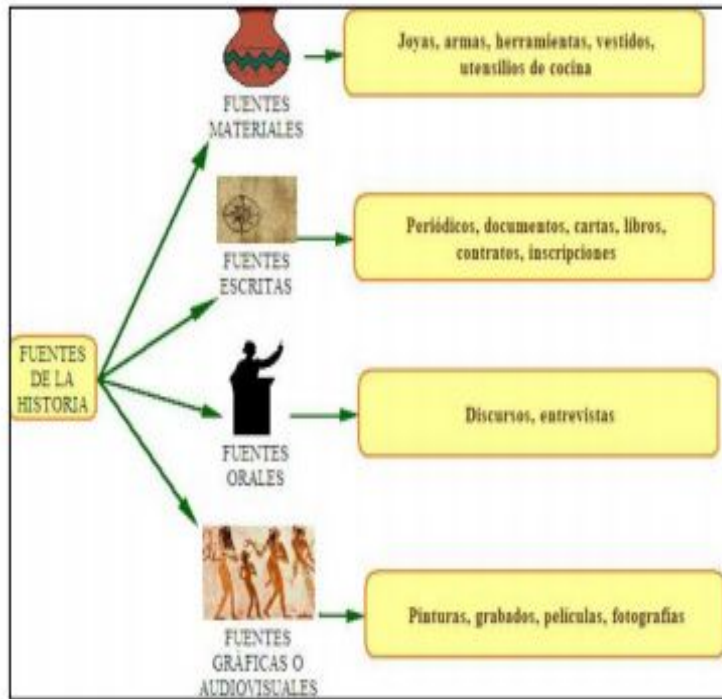 Joyas, armas, herramientas, vestidos,
utensilios de cocina
FUENTES
MATERIALES
Periódicos, documentos, cartas, libros,
contratos, inscripciones
FUENTES
ESCRITAS
FUENTES
DE LA
HISTORIA
Discursos, entrevistas
FUENTES
ORALES
Pinturas, grabados, películas, fotografías
FUENTES
GRÁFICAS O
AUDIOVISUALES